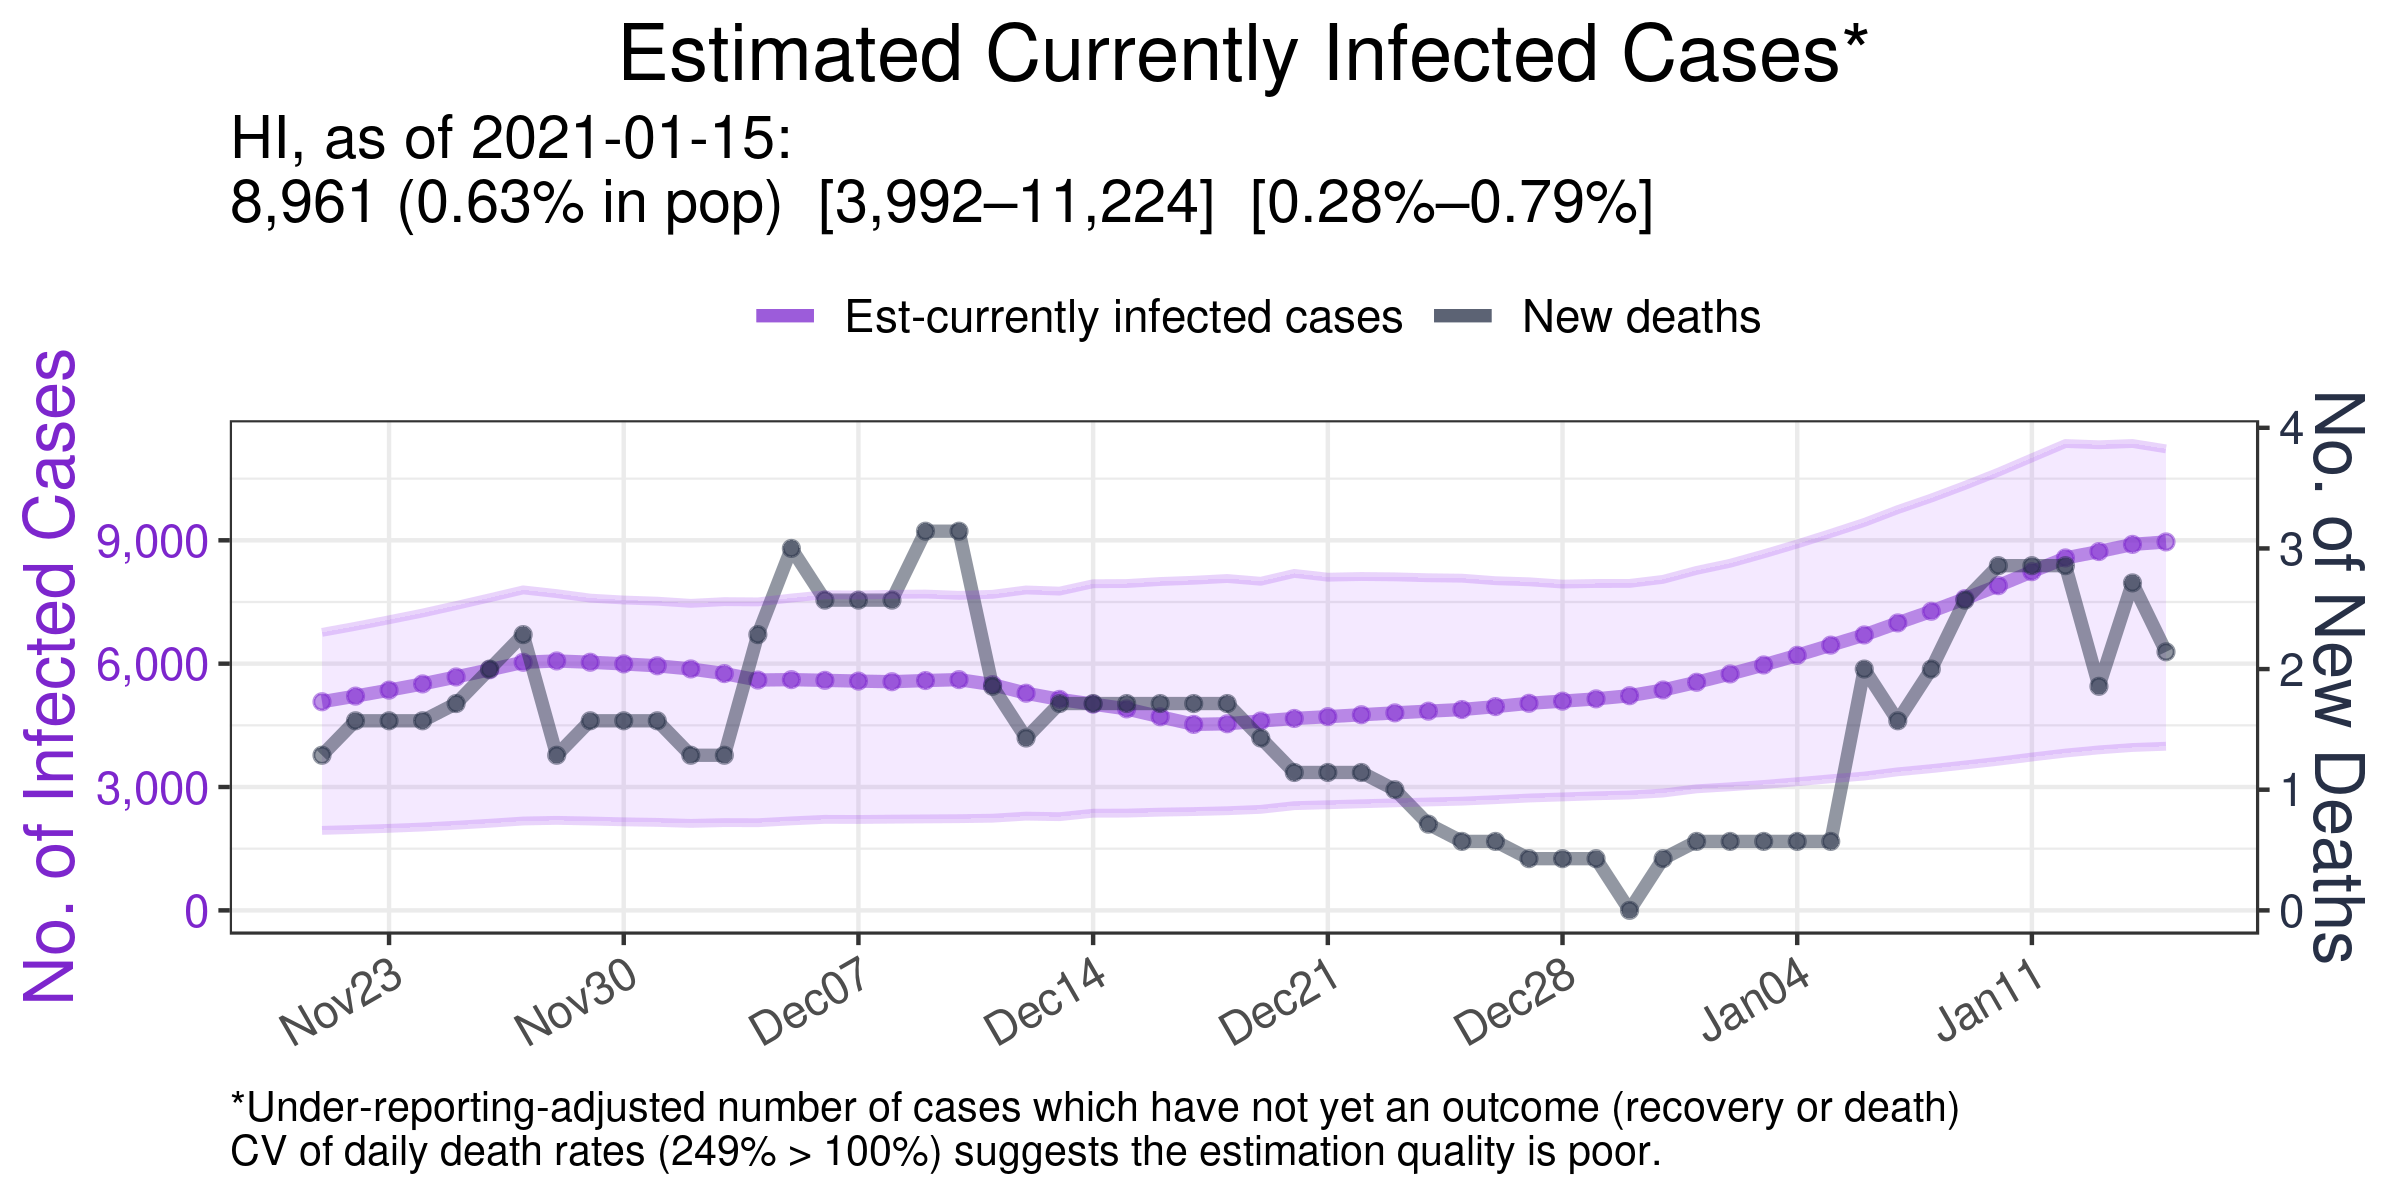 Estimated Currently Infected Cases*
HI, as of 2021-01-15:
8,961 (0.63% in pop)  [3,992–11,224]  [0.28%–0.79%]
Est-currently infected cases
New deaths
No. of Infected Cases
9,000
6,000
3,000
0
4
3
2
1
0
No. of New Deaths
Nov23
Nov30
Dec07
Dec14
Dec21
Dec28
Jan04
Jan11
*Under-reporting-adjusted number of cases which have not yet an outcome (recovery or death)
CV of daily death rates (249% > 100%) suggests the estimation quality is poor.